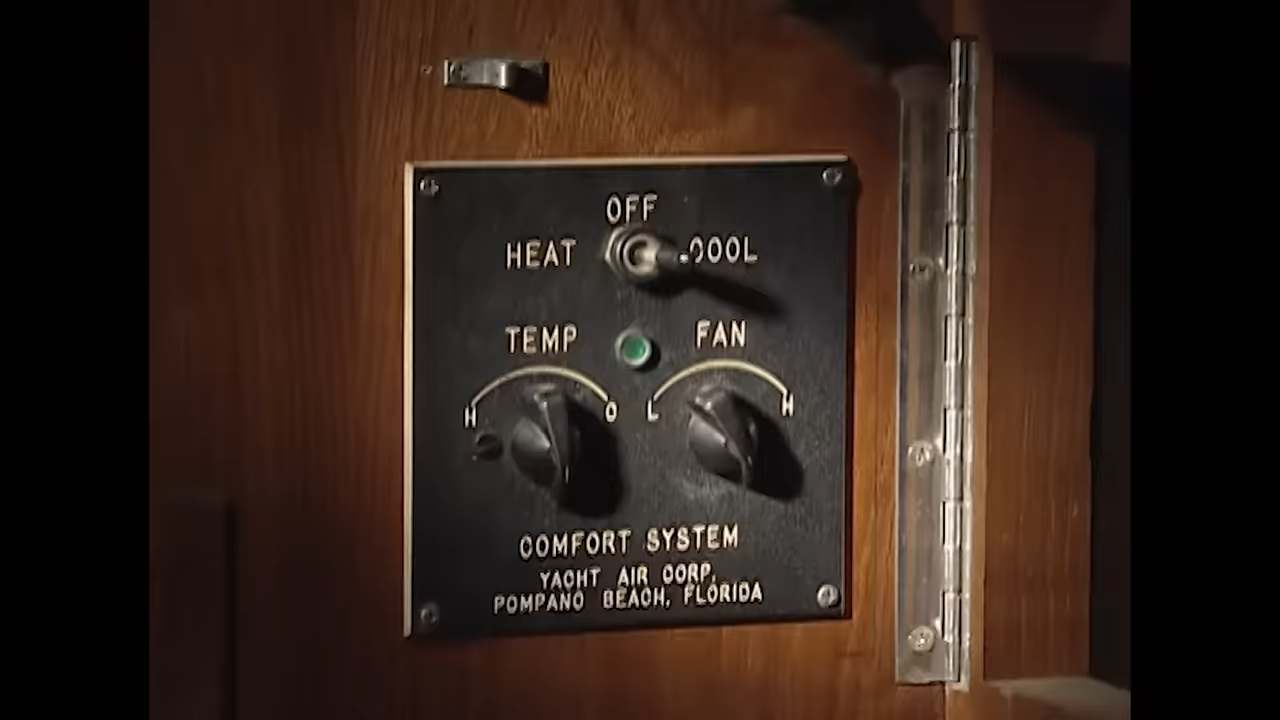 OFF
HEAT COOL
TEMP FAN
H C L H
COMFORT SYSTEM
YACHT AIR CORP.
POMPANO BEACH, FLORIDA